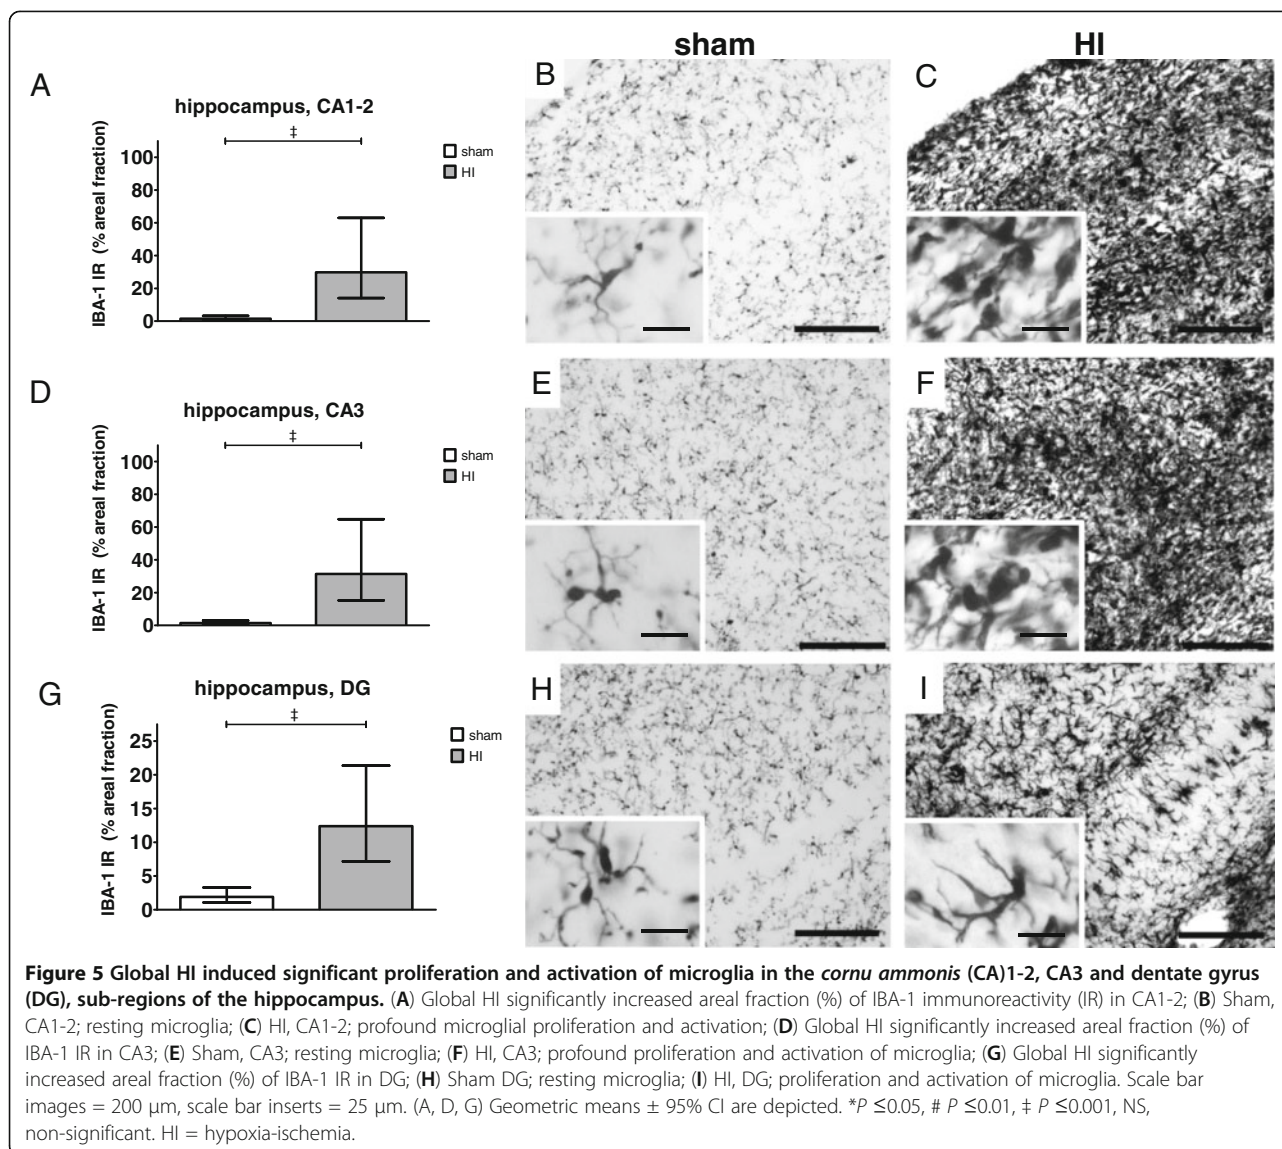 sham
HI
A
hippocampus, CA1-2
‡
IBA-1 IR (% areal fraction)
100
80
60
40
20
0
sham
HI
B
C
D
hippocampus, CA3
‡
IBA-1 IR (% areal fraction)
100
80
60
40
20
0
sham
HI
E
F
G
hippocampus, DG
‡
IBA-1 IR (% areal fraction)
25
20
15
10
5
0
sham
HI
H
I
Figure 5 Global HI induced significant proliferation and activation of microglia in the cornu ammonis (CA)1-2, CA3 and dentate gyrus
(DG), sub-regions of the hippocampus. (A) Global HI significantly increased areal fraction (%) of IBA-1 immunoreactivity (IR) in CA1-2; (B) Sham,
CA1-2; resting microglia; (C) HI, CA1-2; profound microglial proliferation and activation; (D) Global HI significantly increased areal fraction (%) of
IBA-1 IR in CA3; (E) Sham, CA3; resting microglia; (F) HI, CA3; profound proliferation and activation of microglia; (G) Global HI significantly
increased areal fraction (%) of IBA-1 IR in DG; (H) Sham DG; resting microglia; (I) HI, DG; proliferation and activation of microglia. Scale bar
images = 200 μm, scale bar inserts = 25 μm. (A, D, G) Geometric means ± 95% CI are depicted. *P ≤0.05, # P ≤0.01, ‡ P ≤0.001, NS,
non-significant. HI = hypoxia-ischemia.